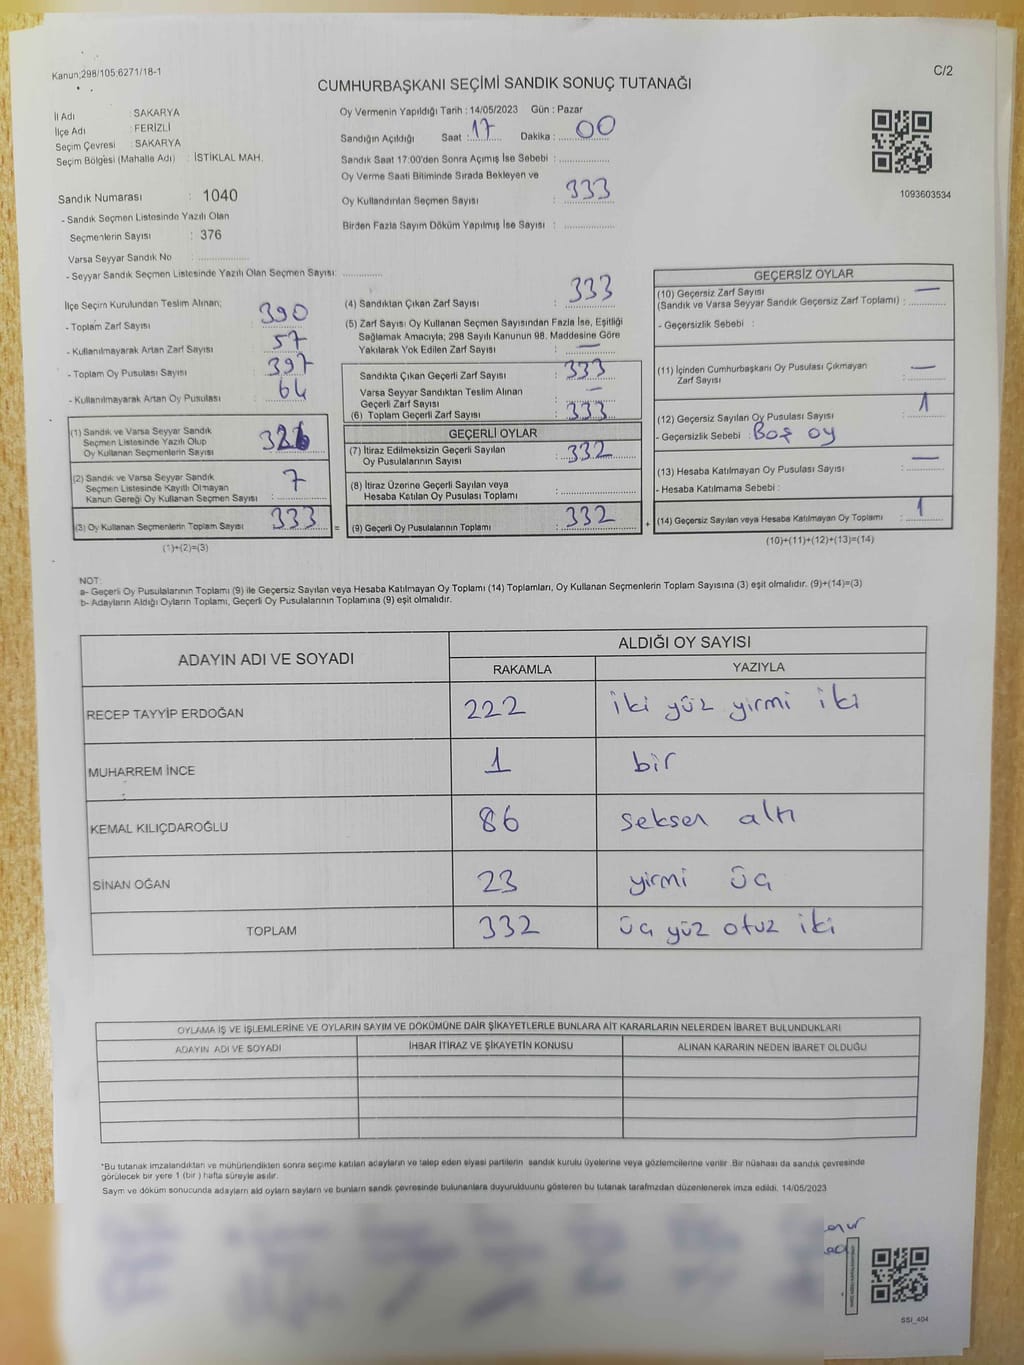 Kanun;298/105;6271/18-1
C/2
CUMHURBAŞKANI SEÇİMİ SANDIK SONUÇ TUTANAĞI
İl Adı : SAKARYA
İlçe Adı : FERİZLİ
Seçim Çevresi : SAKARYA
Seçim Bölgesi (Mahalle Adı) : İSTİKLAL MAH.
Sandık Numarası : 1040
- Sandık Seçmen Listesinde Yazılı Olan
Seçmenlerin Sayısı : 376
Varsa Seyyar Sandık No : ..................
- Seyyar Sandık Seçmen Listesinde Yazılı Olan Seçmen Sayısı: ..............
Oy Vermenin Yapıldığı Tarih : 14/05/2023 Gün : Pazar
Sandığın Açıldığı Saat : 17 Dakika : 00
Sandık Saat 17:00'den Sonra Açımış İse Sebebi : ..................
Oy Verme Saati Bitiminde Sırada Bekleyen ve
Oy Kullandırılan Seçmen Sayısı : 333
Birden Fazla Sayım Döküm Yapılmış İse Sayısı : ..................
1093603534
İlçe Seçim Kurulundan Teslim Alınan;
- Toplam Zarf Sayısı : 390
- Kullanılmayarak Artan Zarf Sayısı : 57
- Toplam Oy Pusulası Sayısı : 397
- Kullanılmayarak Artan Oy Pusulası : 64
(1) Sandık ve Varsa Seyyar Sandık
Seçmen Listesinde Yazılı Olup
Oy Kullanan Seçmenlerin Sayısı : 326
(2) Sandık ve Varsa Seyyar Sandık
Seçmen Listesinde Kayıtlı Olmayan
Kanun Gereği Oy Kullanan Seçmen Sayısı : 7
(3) Oy Kullanan Seçmenlerin Toplam Sayısı : 333
(1)+(2)=(3)
(4) Sandıktan Çıkan Zarf Sayısı : 333
(5) Zarf Sayısı Oy Kullanan Seçmen Sayısından Fazla İse, Eşitliği
Sağlamak Amacıyla; 298 Sayılı Kanunun 98. Maddesine Göre
Yakılarak Yok Edilen Zarf Sayısı : —
Sandıkta Çıkan Geçerli Zarf Sayısı : 333
Varsa Seyyar Sandıktan Teslim Alınan
Geçerli Zarf Sayısı : —
(6) Toplam Geçerli Zarf Sayısı : 333
GEÇERLİ OYLAR
(7) İtiraz Edilmeksizin Geçerli Sayılan
Oy Pusulalarının Sayısı : 332
(8) İtiraz Üzerine Geçerli Sayılan veya
Hesaba Katılan Oy Pusulası Toplamı : ..................
= (9) Geçerli Oy Pusulalarının Toplamı : 332
GEÇERSİZ OYLAR
(10) Geçersiz Zarf Sayısı
(Sandık ve Varsa Seyyar Sandık Geçersiz Zarf Toplamı) : —
- Geçersizlik Sebebi :
(11) İçinden Cumhurbaşkanı Oy Pusulası Çıkmayan
Zarf Sayısı : —
(12) Geçersiz Sayılan Oy Pusulası Sayısı : 1
- Geçersizlik Sebebi : Boş oy
(13) Hesaba Katılmayan Oy Pusulası Sayısı : —
- Hesaba Katılmama Sebebi :
+ (14) Geçersiz Sayılan veya Hesaba Katılmayan Oy Toplamı : 1
(10)+(11)+(12)+(13)=(14)
NOT:
a- Geçerli Oy Pusulalarının Toplamı (9) ile Geçersiz Sayılan veya Hesaba Katılmayan Oy Toplamı (14) Toplamları, Oy Kullanan Seçmenlerin Toplam Sayısına (3) eşit olmalıdır. (9)+(14)=(3)
b- Adayların Aldığı Oyların Toplamı, Geçerli Oy Pusulalarının Toplamına (9) eşit olmalıdır.
ADAYIN ADI VE SOYADI ALDIĞI OY SAYISI
RAKAMLA YAZIYLA
RECEP TAYYİP ERDOĞAN 222 iki yüz yirmi iki
MUHARREM İNCE 1 bir
KEMAL KILIÇDAROĞLU 86 seksen altı
SİNAN OĞAN 23 yirmi üç
TOPLAM 332 üç yüz otuz iki
OYLAMA İŞ VE İŞLEMLERİNE VE OYLARIN SAYIM VE DÖKÜMÜNE DAİR ŞİKAYETLERLE BUNLARA AİT KARARLARIN NELERDEN İBARET BULUNDUKLARI
ADAYIN ADI VE SOYADI İHBAR İTİRAZ VE ŞİKAYETİN KONUSU ALINAN KARARIN NEDEN İBARET OLDUĞU
*Bu tutanak imzalandıktan ve mühürlendikten sonra seçime katılan adayların ve talep eden siyasi partilerin sandık kurulu üyelerine veya gözlemcilerine verilir. Bir nüshası da sandık çevresinde
görülecek bir yere 1 (bir ) hafta süreyle asılır.
Sayım ve döküm sonucunda adayların ald oyların sayların ve bunların sandk çevresinde bulunanlara duyurulduunu gösteren bu tutanak tarafmzdan düzenlenerek imza edildi. 14/05/2023
SSI_404